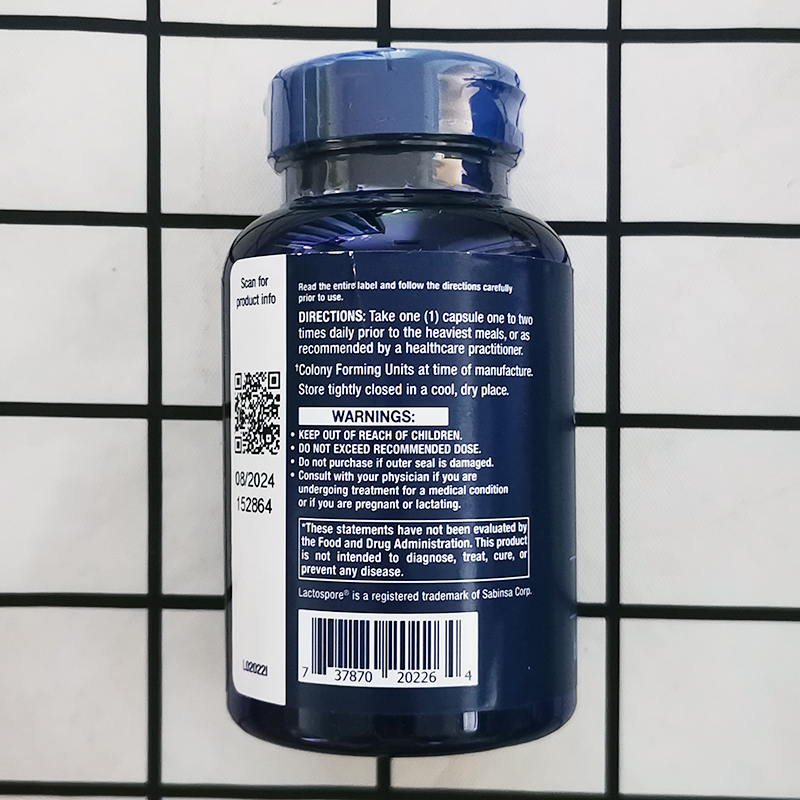 Scan for
product info
08/2024
152864
L020221
Read the entire label and follow the directions carefully
prior to use.
DIRECTIONS: Take one (1) capsule one to two
times daily prior to the heaviest meals, or as
recommended by a healthcare practitioner.
†Colony Forming Units at time of manufacture.
Store tightly closed in a cool, dry place.
WARNINGS:
• KEEP OUT OF REACH OF CHILDREN.
• DO NOT EXCEED RECOMMENDED DOSE.
• Do not purchase if outer seal is damaged.
• Consult with your physician if you are
undergoing treatment for a medical condition
or if you are pregnant or lactating.
*These statements have not been evaluated by
the Food and Drug Administration. This product
is not intended to diagnose, treat, cure, or
prevent any disease.
Lactospore® is a registered trademark of Sabinsa Corp.
7 37870 20226 4